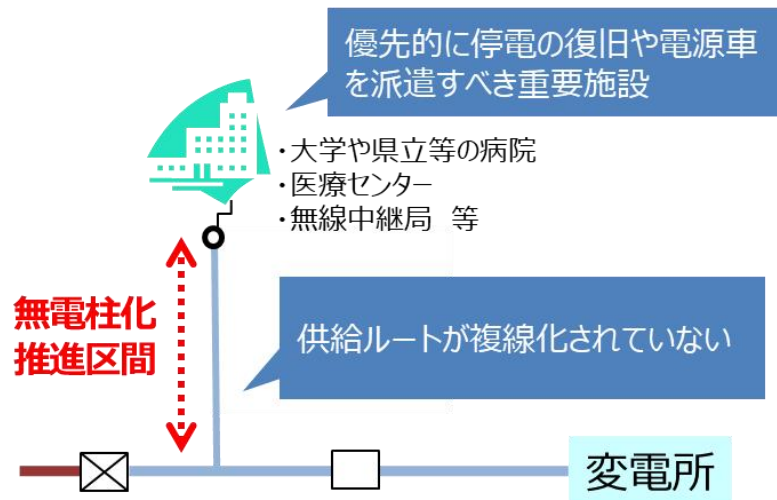 優先的に停電の復旧や電源車
を派遣すべき重要施設
・大学や県立等の病院
・医療センター
・無線中継局 等
無電柱化
推進区間
供給ルートが複線化されていない
変電所